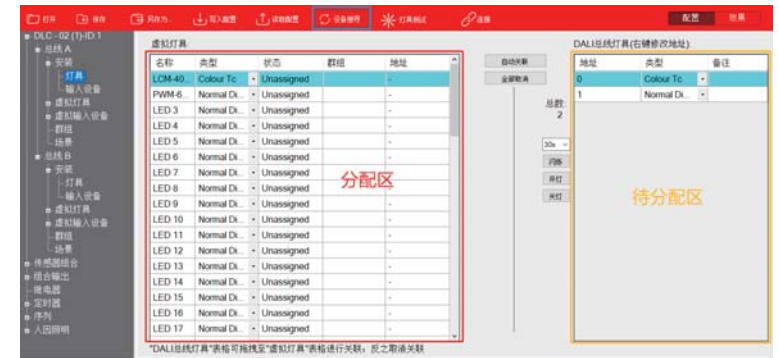 打开
保存
另存为
写入配置
读取配置
设备搜寻
灯具测试
连接
配置
效果
DLC-02 (1)-ID:1
总线 A
安装
灯具
输入设备
虚拟灯具
虚拟输入设备
群组
场景
总线 B
安装
灯具
输入设备
虚拟灯具
虚拟输入设备
群组
场景
传感器组合
组合输出
继电器
定时器
序列
人因照明
虚拟灯具:
名称 类型 状态 群组 地址
LCM-40... Colour Tc Unassigned -
PWM-6... Normal Di... Unassigned -
LED 3 Normal Di... Unassigned -
LED 4 Normal Di... Unassigned -
LED 5 Normal Di... Unassigned -
LED 6 Normal Di... Unassigned -
LED 7 Normal Di... Unassigned -
LED 8 Normal Di... Unassigned -
LED 9 Normal Di... Unassigned -
LED 10 Normal Di... Unassigned -
LED 11 Normal Di... Unassigned -
LED 12 Normal Di... Unassigned -
LED 13 Normal Di... Unassigned -
LED 14 Normal Di... Unassigned -
LED 15 Normal Di... Unassigned -
LED 16 Normal Di... Unassigned -
LED 17 Normal Di... Unassigned -
分配区
自动关联
全部取消
总数:
2
30s
闪烁
开灯
关灯
DALI总线灯具(右键修改地址):
地址 类型 备注
0 Colour Tc
1 Normal Di...
待分配区
"DALI总线灯具"表格可拖拽至"虚拟灯具"表格进行关联；反之取消关联